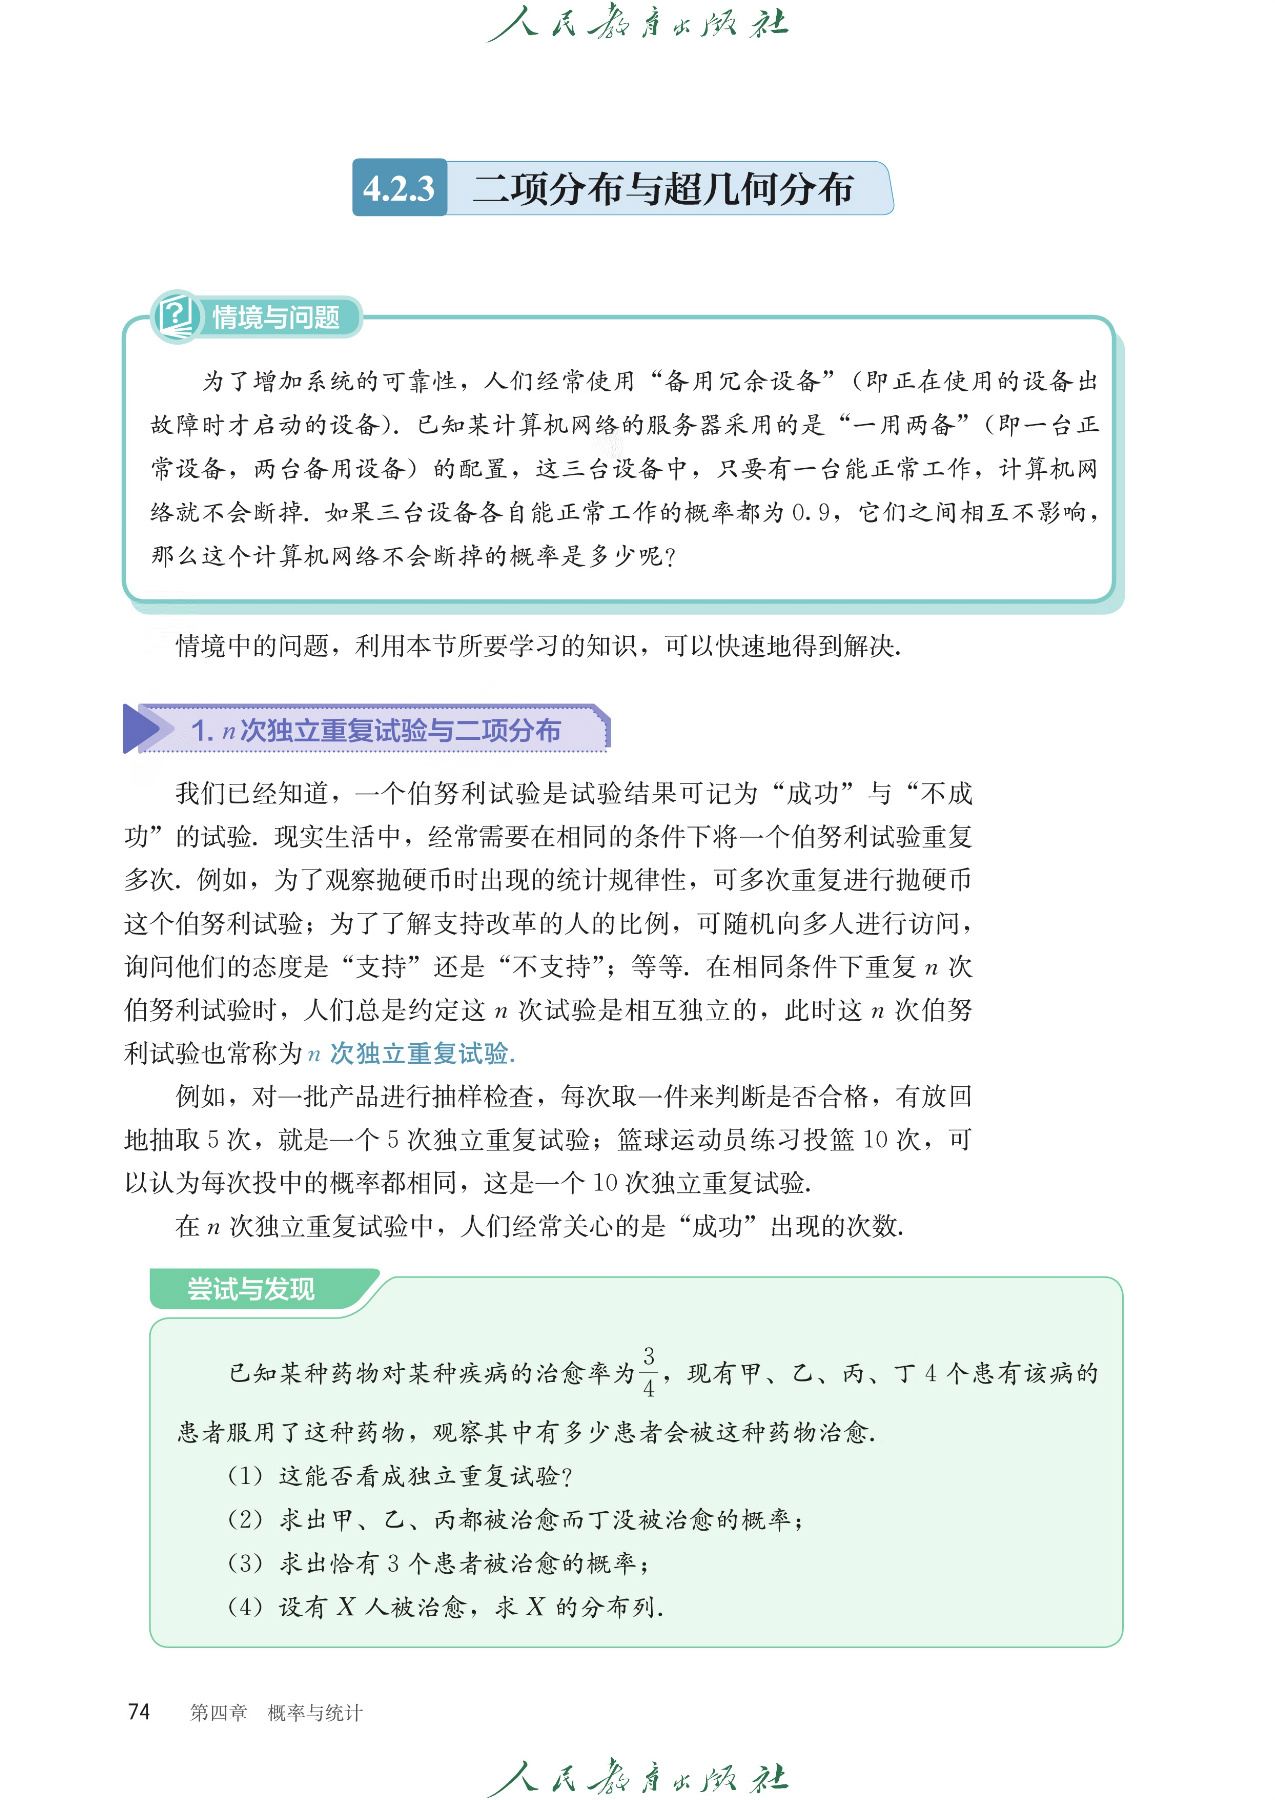 人民教育出版社
4.2.3 二项分布与超几何分布
情境与问题
为了增加系统的可靠性，人们经常使用“备用冗余设备”（即正在使用的设备出
故障时才启动的设备）．已知某计算机网络的服务器采用的是“一用两备”（即一台正
常设备，两台备用设备）的配置，这三台设备中，只要有一台能正常工作，计算机网
络就不会断掉．如果三台设备各自能正常工作的概率都为0.9，它们之间相互不影响，
那么这个计算机网络不会断掉的概率是多少呢？
情境中的问题，利用本节所要学习的知识，可以快速地得到解决．
1. n次独立重复试验与二项分布
我们已经知道，一个伯努利试验是试验结果可记为“成功”与“不成
功”的试验．现实生活中，经常需要在相同的条件下将一个伯努利试验重复
多次．例如，为了观察抛硬币时出现的统计规律性，可多次重复进行抛硬币
这个伯努利试验；为了了解支持改革的人的比例，可随机向多人进行访问，
询问他们的态度是“支持”还是“不支持”；等等．在相同条件下重复 n 次
伯努利试验时，人们总是约定这 n 次试验是相互独立的，此时这 n 次伯努
利试验也常称为 n 次独立重复试验．
例如，对一批产品进行抽样检查，每次取一件来判断是否合格，有放回
地抽取 5 次，就是一个 5 次独立重复试验；篮球运动员练习投篮 10 次，可
以认为每次投中的概率都相同，这是一个 10 次独立重复试验．
在 n 次独立重复试验中，人们经常关心的是“成功”出现的次数．
尝试与发现
已知某种药物对某种疾病的治愈率为3/4，现有甲、乙、丙、丁 4 个患有该病的
患者服用了这种药物，观察其中有多少患者会被这种药物治愈．
（1）这能否看成独立重复试验？
（2）求出甲、乙、丙都被治愈而丁没被治愈的概率；
（3）求出恰有 3 个患者被治愈的概率；
（4）设有 X 人被治愈，求 X 的分布列．
74 第四章 概率与统计
人民教育出版社